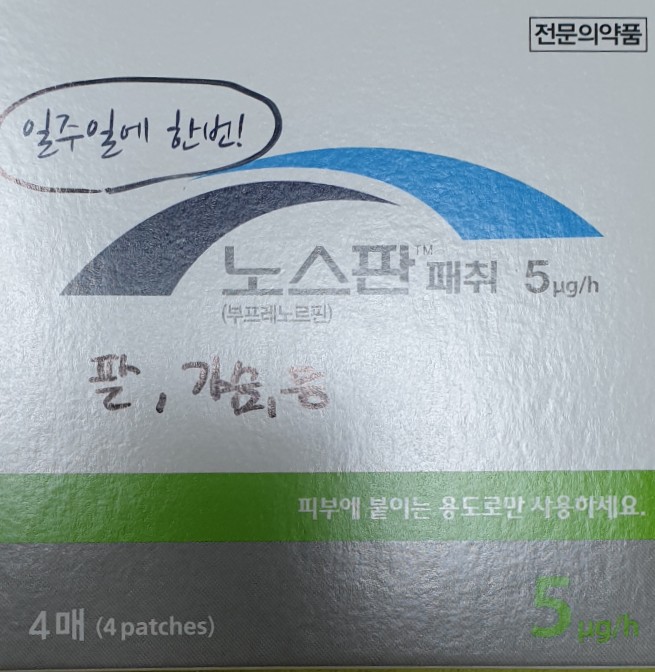 전문의약품
일주일에 한번!
노스판™ 패취 5μg/h
(부프레노르핀)
팔, 가슴, 등
피부에 붙이는 용도로만 사용하세요.
4매 (4 patches)
5 μg/h